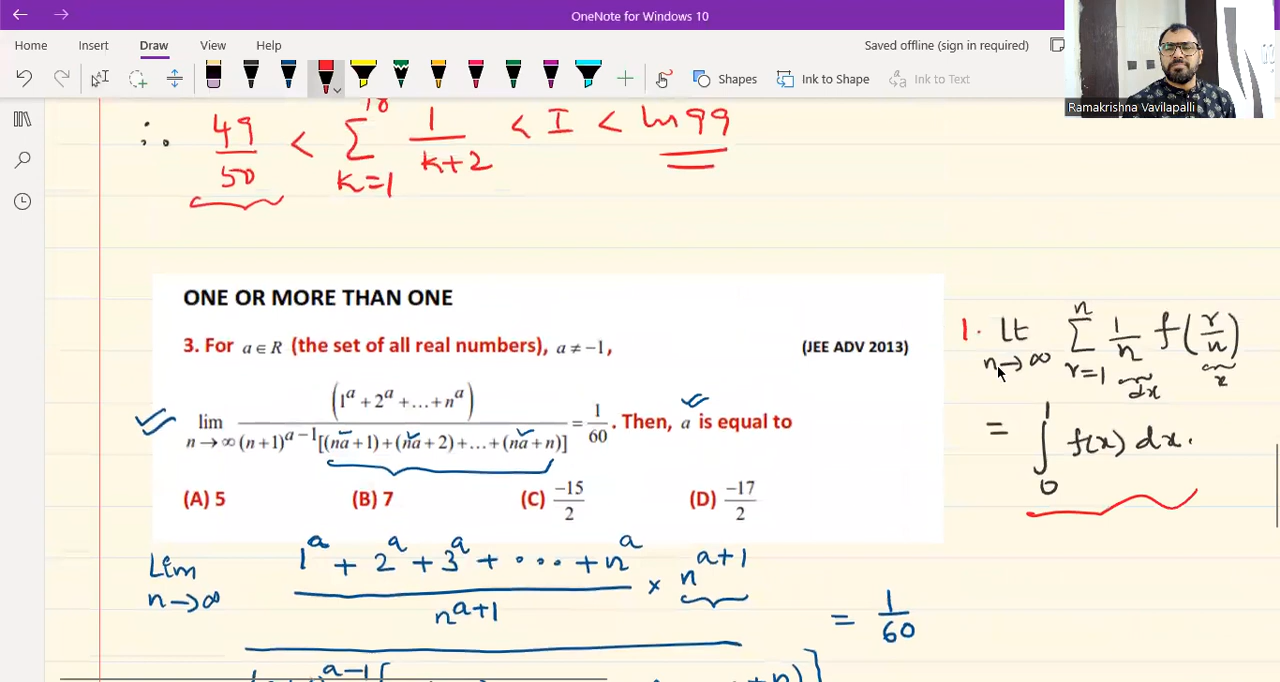 OneNote for Windows 10
Home Insert Draw View Help Saved offline (sign in required)
Shapes Ink to Shape Ink to Text
Ramakrishna Vavilapalli
∴ 49/50 < ∑_{k=1}^{18} 1/(k+2) < I < ln 99
ONE OR MORE THAN ONE
3. For a ∈ R (the set of all real numbers), a ≠ −1, (JEE ADV 2013)
lim_{n→∞} (1^a + 2^a + ... + n^a) / ((n+1)^{a−1}[(na+1) + (na+2) + ... + (na+n)]) = 1/60. Then, a is equal to
(A) 5 (B) 7 (C) −15/2 (D) −17/2
1. Lt_{n→∞} ∑_{r=1}^{n} 1/n f(r/n)
dx x
= ∫_0^1 f(x) dx.
Lim_{n→∞} (1^a + 2^a + 3^a + ... + n^a)/n^{a+1} × n^{a+1}
= 1/60